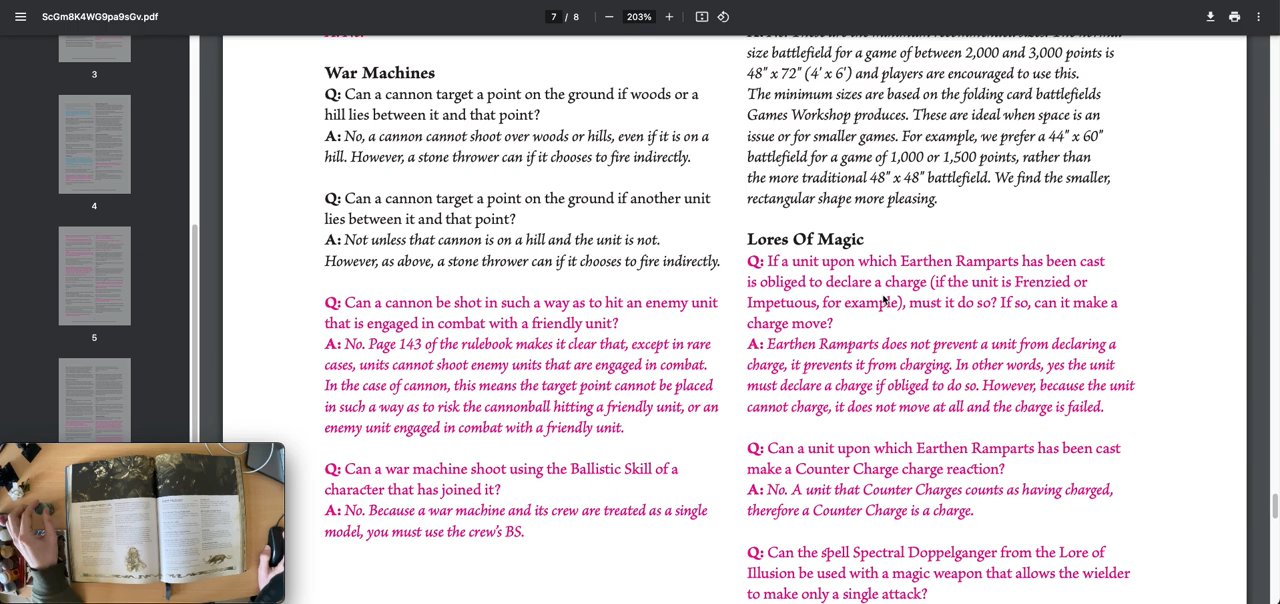 ScGm8K4WG9pa9sGv.pdf
7 / 8
203%
3
4
5
War Machines
Q: Can a cannon target a point on the ground if woods or a
hill lies between it and that point?
A: No, a cannon cannot shoot over woods or hills, even if it is on a
hill. However, a stone thrower can if it chooses to fire indirectly.
Q: Can a cannon target a point on the ground if another unit
lies between it and that point?
A: Not unless that cannon is on a hill and the unit is not.
However, as above, a stone thrower can if it chooses to fire indirectly.
Q: Can a cannon be shot in such a way as to hit an enemy unit
that is engaged in combat with a friendly unit?
A: No. Page 143 of the rulebook makes it clear that, except in rare
cases, units cannot shoot enemy units that are engaged in combat.
In the case of cannon, this means the target point cannot be placed
in such a way as to risk the cannonball hitting a friendly unit, or an
enemy unit engaged in combat with a friendly unit.
Q: Can a war machine shoot using the Ballistic Skill of a
character that has joined it?
A: No. Because a war machine and its crew are treated as a single
model, you must use the crew's BS.
size battlefield for a game of between 2,000 and 3,000 points is
48" x 72" (4' x 6') and players are encouraged to use this.
The minimum sizes are based on the folding card battlefields
Games Workshop produces. These are ideal when space is an
issue or for smaller games. For example, we prefer a 44" x 60"
battlefield for a game of 1,000 or 1,500 points, rather than
the more traditional 48" x 48" battlefield. We find the smaller,
rectangular shape more pleasing.
Lores Of Magic
Q: If a unit upon which Earthen Ramparts has been cast
is obliged to declare a charge (if the unit is Frenzied or
Impetuous, for example), must it do so? If so, can it make a
charge move?
A: Earthen Ramparts does not prevent a unit from declaring a
charge, it prevents it from charging. In other words, yes the unit
must declare a charge if obliged to do so. However, because the unit
cannot charge, it does not move at all and the charge is failed.
Q: Can a unit upon which Earthen Ramparts has been cast
make a Counter Charge charge reaction?
A: No. A unit that Counter Charges counts as having charged,
therefore a Counter Charge is a charge.
Q: Can the spell Spectral Doppelganger from the Lore of
Illusion be used with a magic weapon that allows the wielder
to make only a single attack?